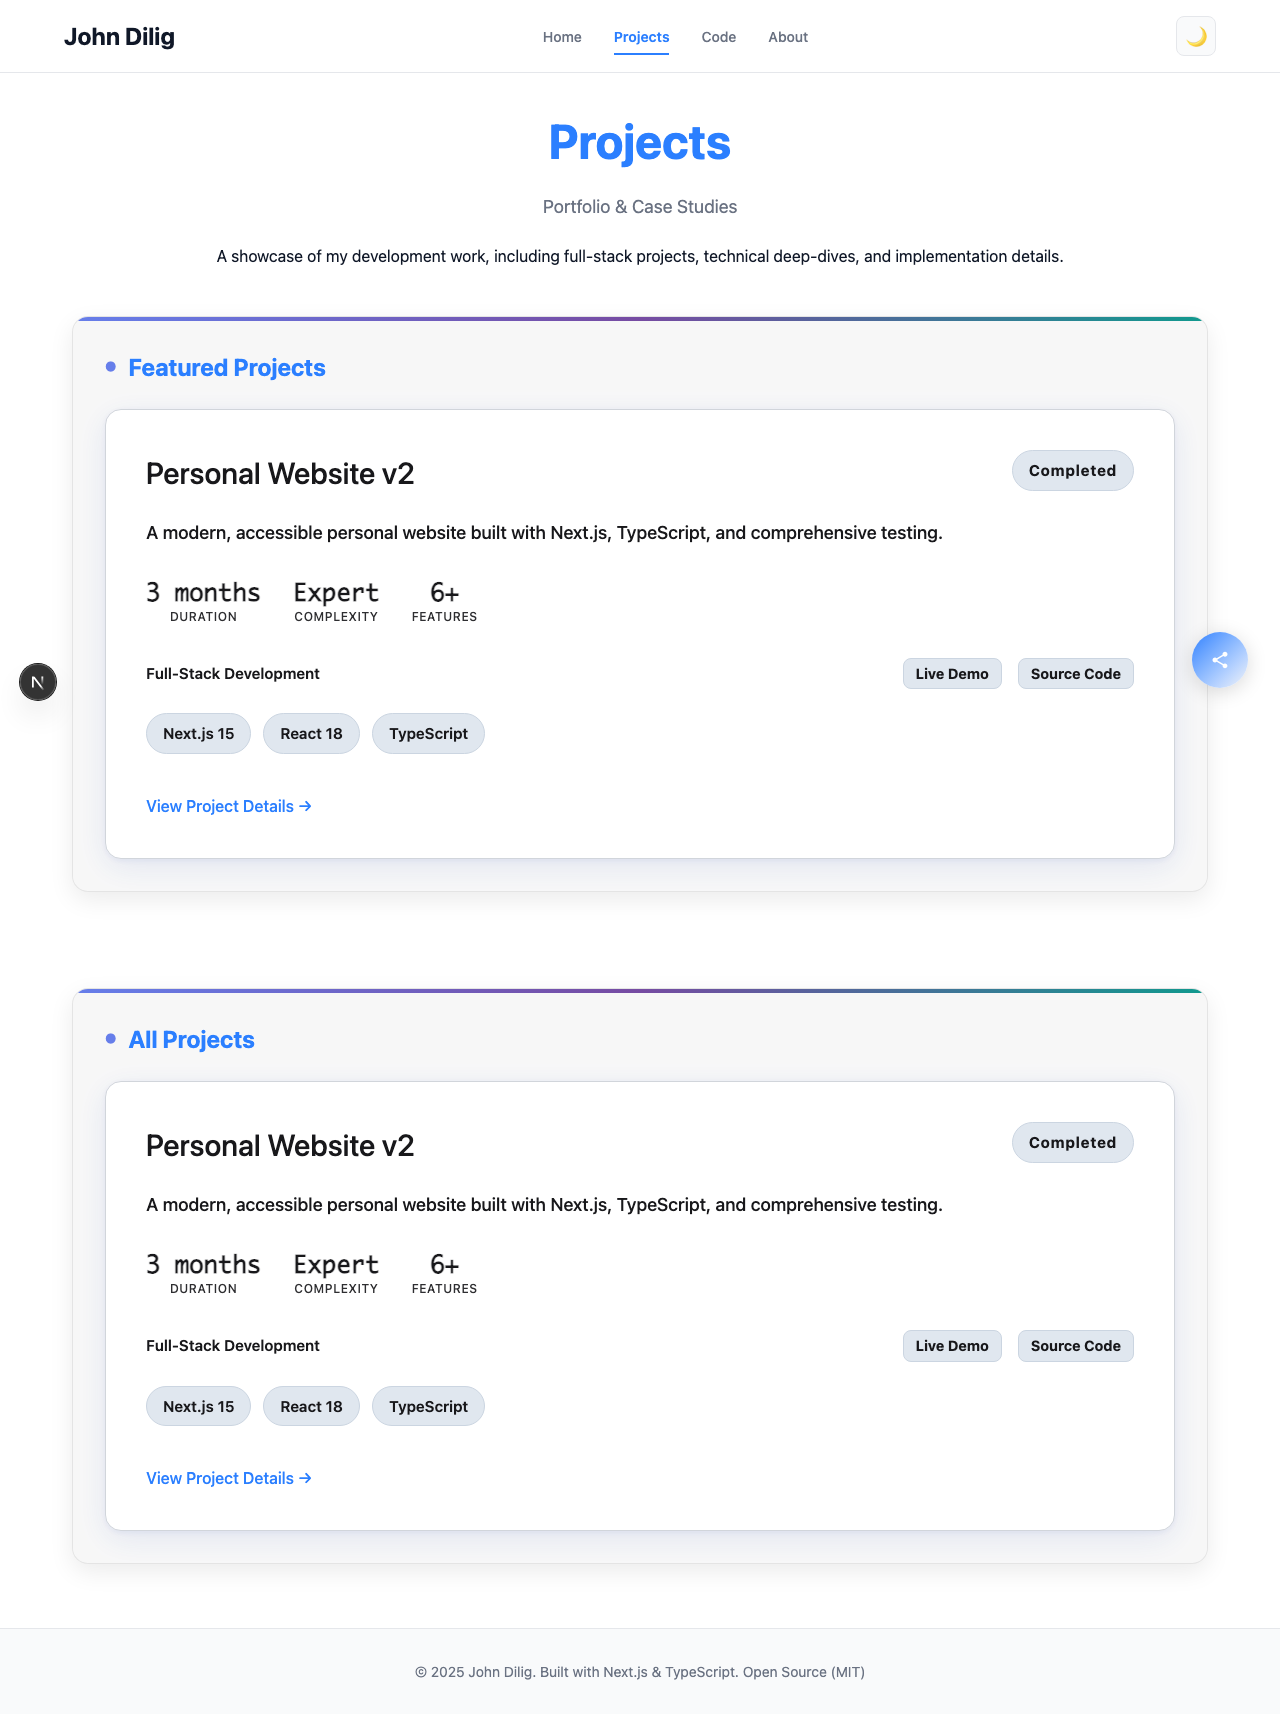 John Dilig
Home Projects Code About
Projects
Portfolio & Case Studies
A showcase of my development work, including full-stack projects, technical deep-dives, and implementation details.
Featured Projects
Personal Website v2
Completed
A modern, accessible personal website built with Next.js, TypeScript, and comprehensive testing.
3 months Expert 6+
DURATION COMPLEXITY FEATURES
Full-Stack Development
Live Demo Source Code
N
Next.js 15 React 18 TypeScript
View Project Details →
All Projects
Personal Website v2
Completed
A modern, accessible personal website built with Next.js, TypeScript, and comprehensive testing.
3 months Expert 6+
DURATION COMPLEXITY FEATURES
Full-Stack Development
Live Demo Source Code
Next.js 15 React 18 TypeScript
View Project Details →
© 2025 John Dilig. Built with Next.js & TypeScript. Open Source (MIT)